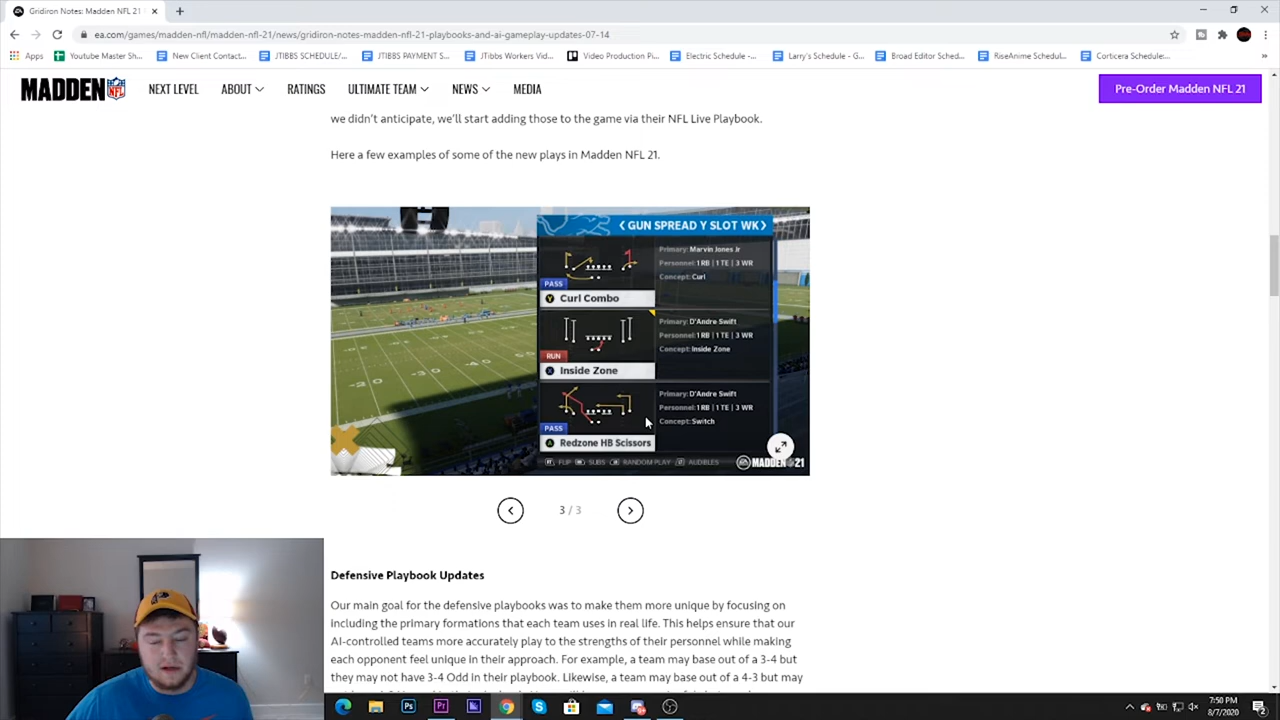 Gridiron Notes: Madden NFL 21
ea.com/games/madden-nfl/madden-nfl-21/news/gridiron-notes-madden-nfl-21-playbooks-and-ai-gameplay-updates-07-14
Apps
Youtube Master Sh...
New Client Contact...
JTIBBS SCHEDULE/...
JTIBBS PAYMENT S...
JTibbs Workers Vid...
Video Production Pi...
Electric Schedule -...
Larry's Schedule - G...
Broad Editor Sched...
RiseAnime Schedul...
Corticera Schedule:...
»
MADDEN NFL
NEXT LEVEL
ABOUT
RATINGS
ULTIMATE TEAM
NEWS
MEDIA
Pre-Order Madden NFL 21
we didn't anticipate, we'll start adding those to the game via their NFL Live Playbook.
Here a few examples of some of the new plays in Madden NFL 21.
GUN SPREAD Y SLOT WK
Primary: Marvin Jones Jr
Personnel: 1 RB | 1 TE | 3 WR
Concept: Curl
PASS
Y Curl Combo
Primary: D'Andre Swift
Personnel: 1 RB | 1 TE | 3 WR
Concept: Inside Zone
RUN
X Inside Zone
Primary: D'Andre Swift
Personnel: 1 RB | 1 TE | 3 WR
Concept: Switch
PASS
A Redzone HB Scissors
FLIP SUBS RANDOM PLAY AUDIBLES
EA MADDEN 21
20 30 40
3 / 3
Defensive Playbook Updates
Our main goal for the defensive playbooks was to make them more unique by focusing on
including the primary formations that each team uses in real life. This helps ensure that our
AI-controlled teams more accurately play to the strengths of their personnel while making
each opponent feel unique in their approach. For example, a team may base out of a 3-4 but
they may not have 3-4 Odd in their playbook. Likewise, a team may base out of a 4-3 but may
7:50 PM
8/7/2020